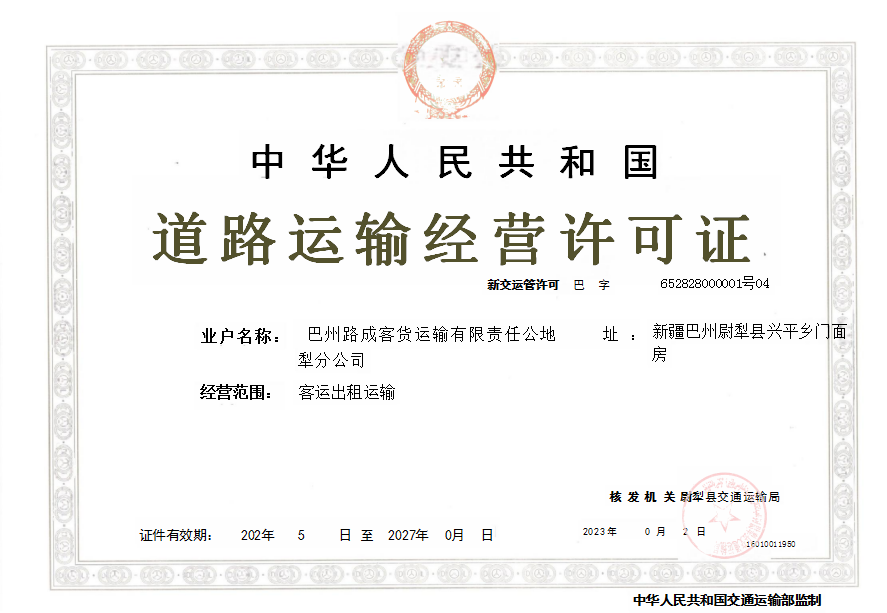 中华人民共和国
道路运输经营许可证
新交运管许可 巴 字 652828000001号04
业户名称： 巴州路成客货运输有限责任公地 址 ： 新疆巴州尉犁县兴平乡门面
犁分公司 房
经营范围： 客运出租运输
核发机关尉犁县交通运输局
证件有效期： 202年 5 日 至 2027年 0月 日 2023年 0 月 2 日
16010011950
中华人民共和国交通运输部监制